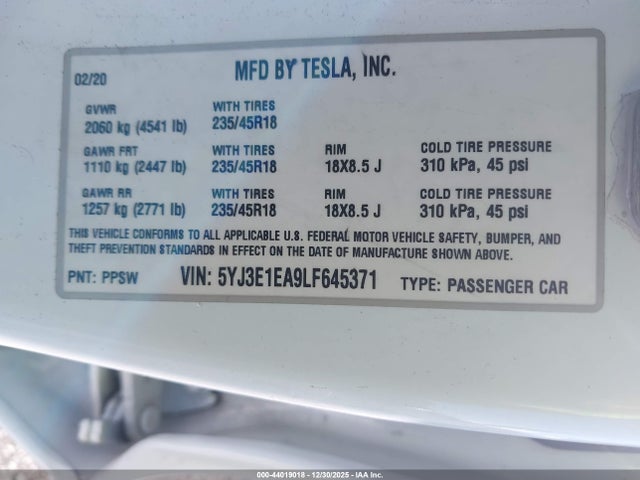 MFD BY TESLA, INC.
02/20
GVWR WITH TIRES
2060 kg (4541 lb) 235/45R18
GAWR FRT WITH TIRES RIM COLD TIRE PRESSURE
1110 kg (2447 lb) 235/45R18 18X8.5 J 310 kPa, 45 psi
GAWR RR WITH TIRES RIM COLD TIRE PRESSURE
1257 kg (2771 lb) 235/45R18 18X8.5 J 310 kPa, 45 psi
THIS VEHICLE CONFORMS TO ALL APPLICABLE U.S. FEDERAL MOTOR VEHICLE SAFETY, BUMPER, AND
THEFT PREVENTION STANDARDS IN EFFECT ON THE DATE OF MANUFACTURE SHOWN ABOVE.
PNT: PPSW VIN: 5YJ3E1EA9LF645371 TYPE: PASSENGER CAR
000-44019018 - 12/30/2025 - IAA Inc.